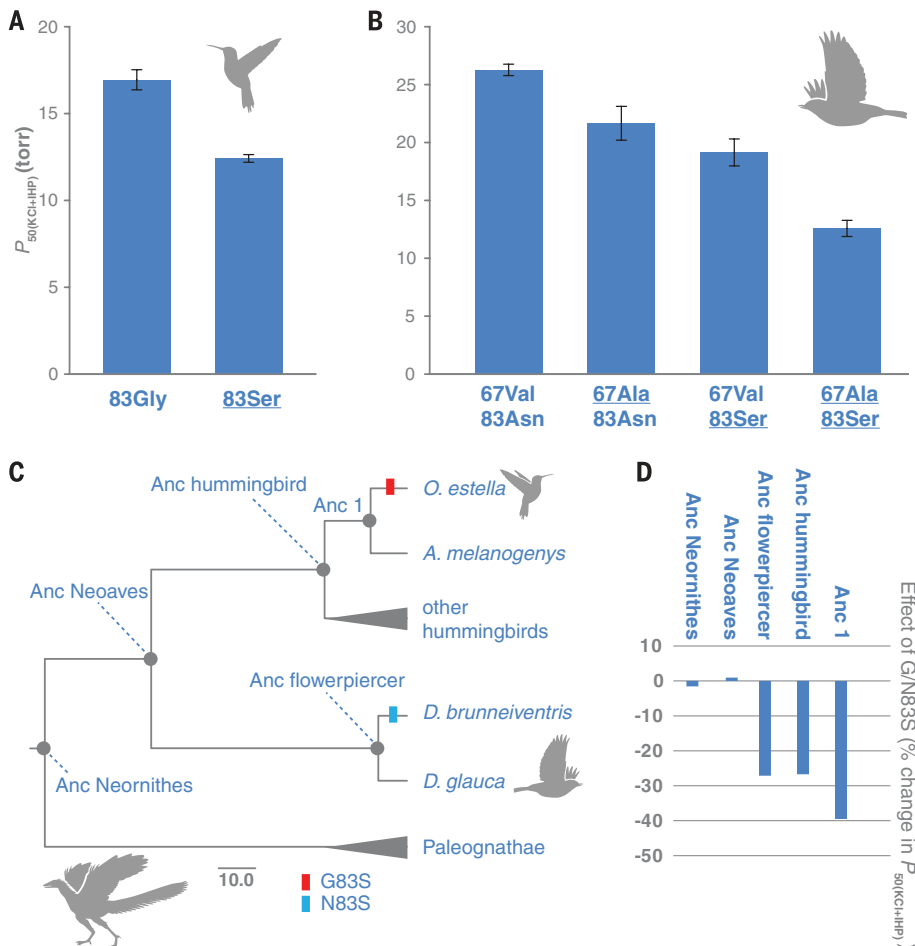 A
P50(KCl+IHP) (torr)
20
15
10
5
0
83Gly
83Ser
B
30
25
20
15
10
5
0
67Val
83Asn
67Ala
83Asn
67Val
83Ser
67Ala
83Ser
C
Anc hummingbird
Anc 1
O. estella
A. melanogenys
Anc Neoaves
other
hummingbirds
Anc flowerpiercer
D. brunneiventris
D. glauca
Anc Neornithes
Paleognathae
10.0
G83S
N83S
D
Anc Neornithes
Anc Neoaves
Anc flowerpiercer
Anc hummingbird
Anc 1
10
0
-10
-20
-30
-40
-50
Effect of G/N83S (% change in P50(KCl+IHP)